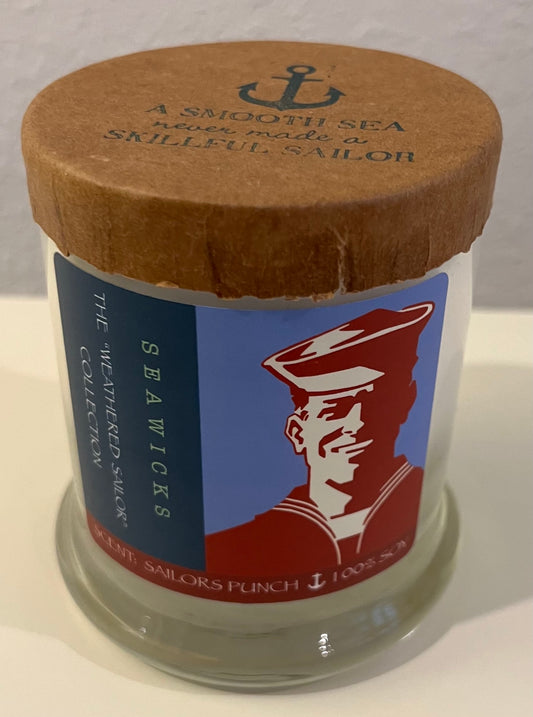 A SMOOTH SEA
never made a
SKILLFUL SAILOR
SEAWICKS
THE "WEATHERED SAILOR"
COLLECTION
SCENT: SAILORS PUNCH 100% SOY